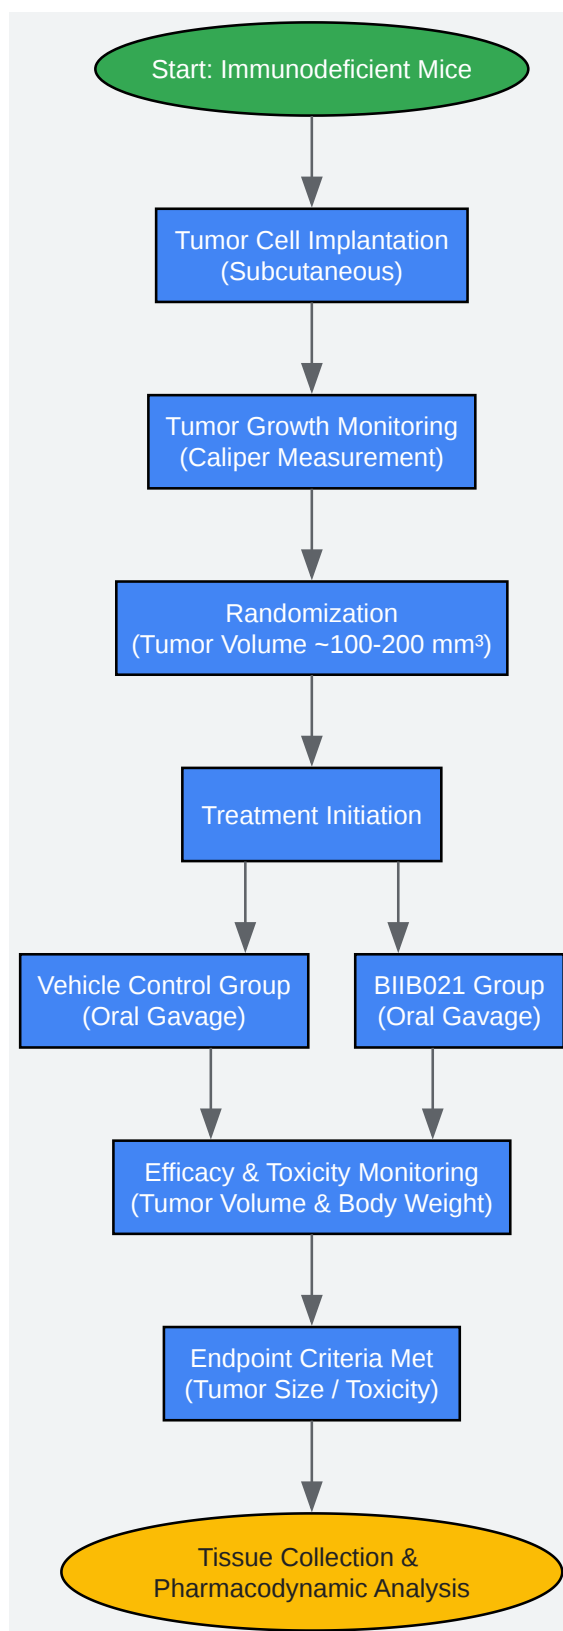 Start: Immunodeficient Mice
Tumor Cell Implantation
(Subcutaneous)
Tumor Growth Monitoring
(Caliper Measurement)
Randomization
(Tumor Volume ~100-200 mm³)
Treatment Initiation
Vehicle Control Group
(Oral Gavage)
BIIB021 Group
(Oral Gavage)
Efficacy & Toxicity Monitoring
(Tumor Volume & Body Weight)
Endpoint Criteria Met
(Tumor Size / Toxicity)
Tissue Collection &
Pharmacodynamic Analysis